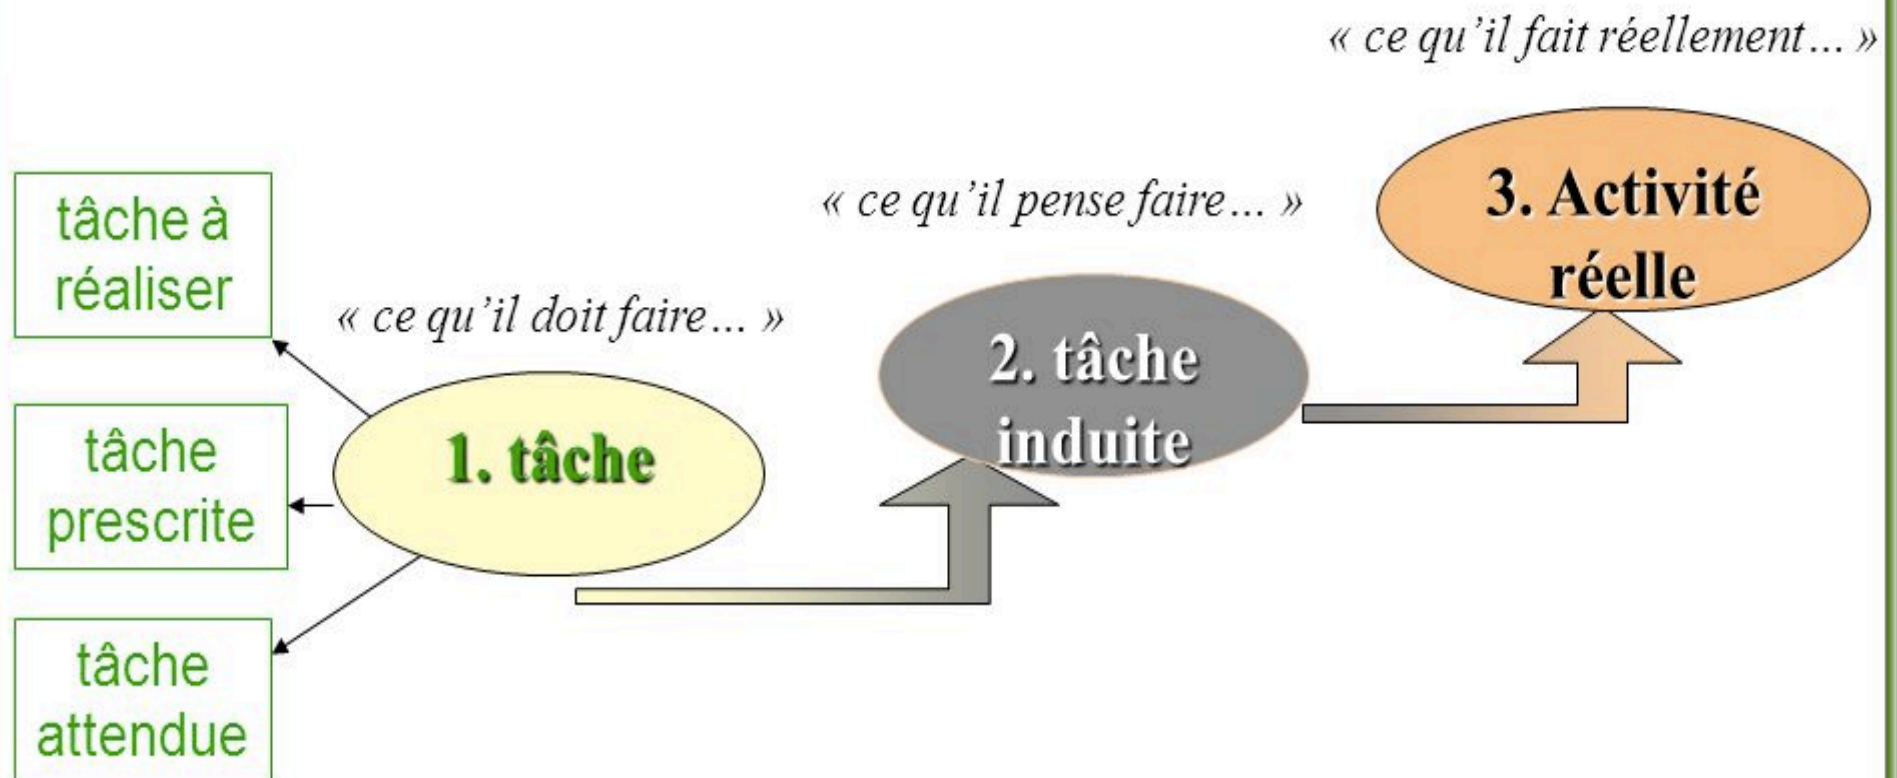 « ce qu’il fait réellement… »
3. Activité
réelle
« ce qu’il pense faire… »
2. tâche
induite
« ce qu’il doit faire… »
1. tâche
tâche à
réaliser
tâche
prescrite
tâche
attendue